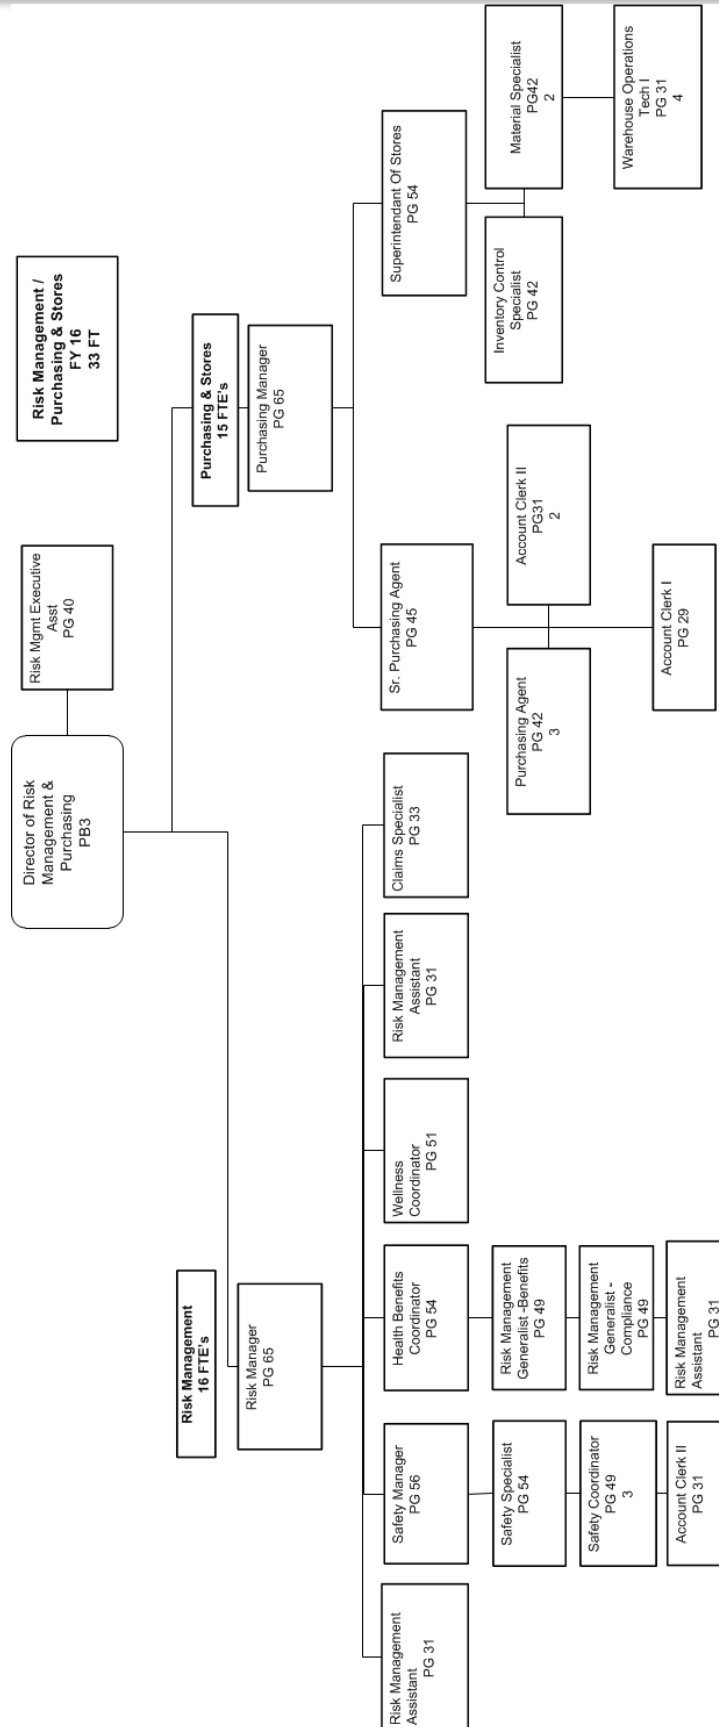 Risk Management /
Purchasing & Stores
FY 16
33 FT
Director of Risk
Management &
Purchasing
PB3
Risk Mgmt Executive
Asst
PG 40
Risk Management
16 FTE's
Risk Manager
PG 65
Purchasing & Stores
15 FTE's
Purchasing Manager
PG 65
Risk Management
Assistant
PG 31
Safety Manager
PG 56
Health Benefits
Coordinator
PG 54
Wellness
Coordinator
PG 51
Risk Management
Assistant
PG 31
Claims Specialist
PG 33
Sr. Purchasing Agent
PG 45
Superintendant Of Stores
PG 54
Safety Specialist
PG 54
Risk Management
Generalist -Benefits
PG 49
Purchasing Agent
PG 42
3
Account Clerk II
PG31
2
Inventory Control
Specialist
PG 42
Material Specialist
PG42
2
Safety Coordinator
PG 49
3
Risk Management
Generalist -
Compliance
PG 49
Warehouse Operations
Tech I
PG 31
4
Account Clerk II
PG 31
Risk Management
Assistant
PG 31
Account Clerk I
PG 29